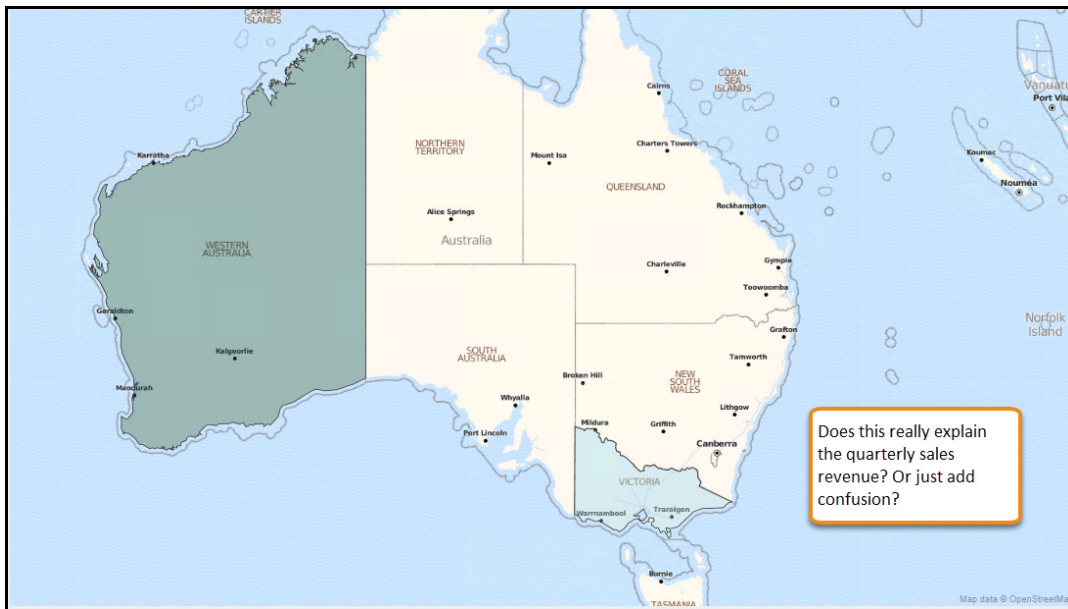 CARTIER
ISLANDS
CORAL
SEA
ISLANDS
Vanuatu
Port Vila
Cairns
NORTHERN
TERRITORY
Charters Towers
Karratha
Mount Isa
Koumac
Nouméa
QUEENSLAND
Alice Springs
Rockhampton
Australia
WESTERN
AUSTRALIA
Charleville
Gympie
Toowoomba
Geraldton
Norfolk
Island
Grafton
Kalgoorlie
SOUTH
AUSTRALIA
Tamworth
Broken Hill
NEW
SOUTH
WALES
Mandurah
Whyalla
Lithgow
Port Lincoln
Mildura
Griffith
Canberra
Does this really explain
the quarterly sales
revenue? Or just add
confusion?
VICTORIA
Warrnambool
Traralgon
Burnie
TASMANIA
Map data © OpenStreetMa